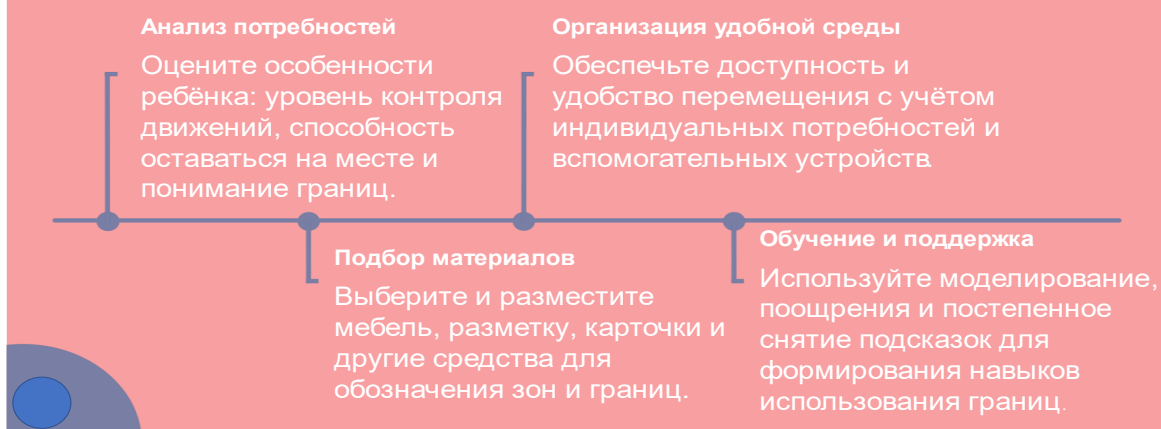 Анализ потребностей
Оцените особенности
ребёнка: уровень контроля
движений, способность
оставаться на месте и
понимание границ.
Подбор материалов
Выберите и разместите
мебель, разметку, карточки и
другие средства для
обозначения зон и границ.
Организация удобной среды
Обеспечьте доступность и
удобство перемещения с учётом
индивидуальных потребностей и
вспомогательных устройств.
Обучение и поддержка
Используйте моделирование,
поощрения и постепенное
снятие подсказок для
формирования навыков
использования границ.